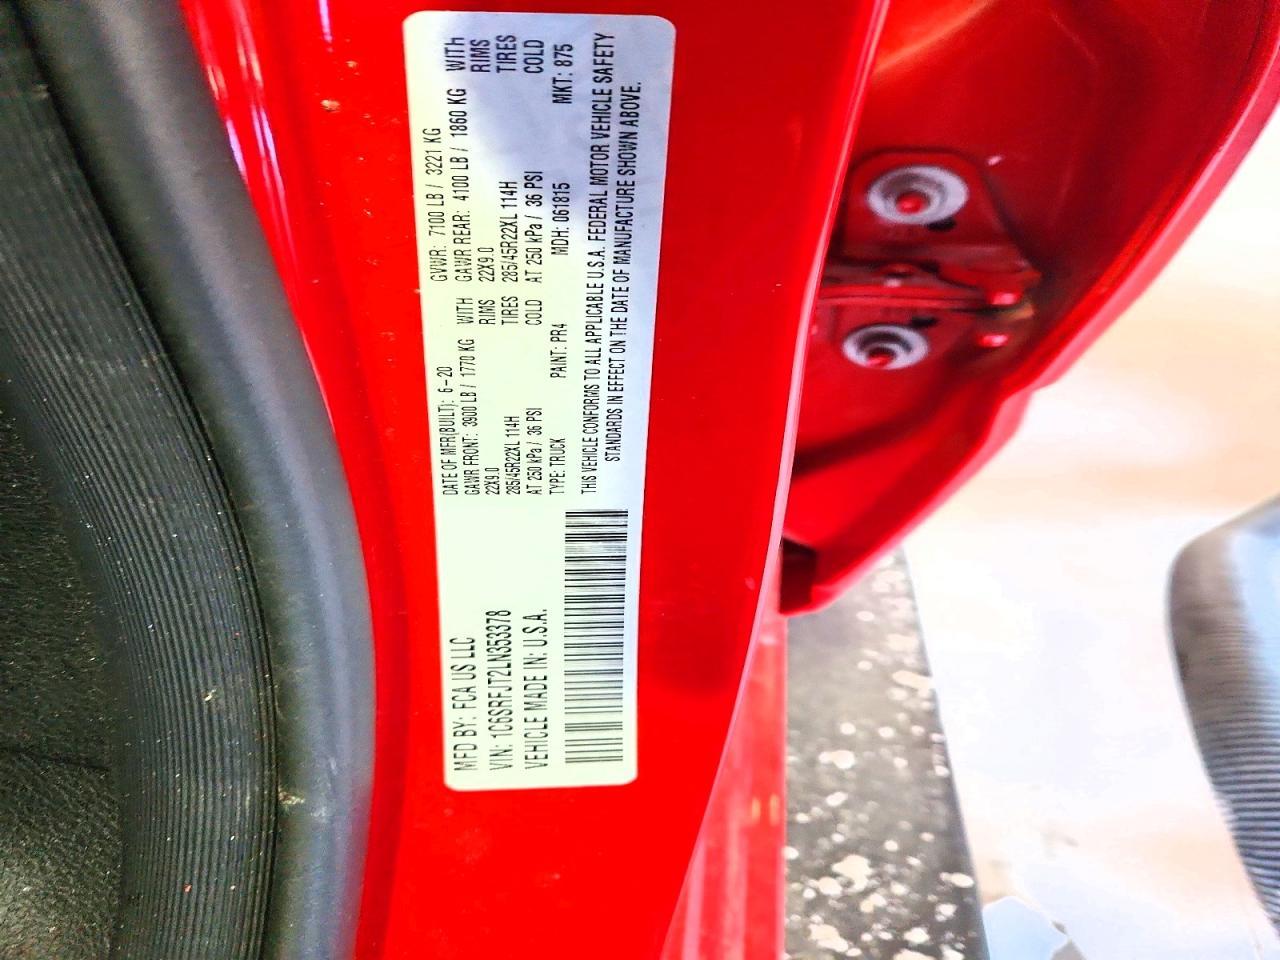 MFD BY: FCA US LLC
VIN: 1C6SRFJT2LN353378
VEHICLE MADE IN: U.S.A.
DATE OF MFR(BUILT): 6-20 GVWR: 7100 LB / 3221 KG
GAWR FRONT: 3900 LB / 1770 KG WITH GAWR REAR: 4100 LB / 1860 KG WITH
22X9.0 RIMS 22X9.0 RIMS
285/45R22XL 114H TIRES 285/45R22XL 114H TIRES
AT 250 kPa / 36 PSI COLD AT 250 kPa / 36 PSI COLD
TYPE: TRUCK PAINT: PR4 MDH: 061815 MKT: 875
THIS VEHICLE CONFORMS TO ALL APPLICABLE U.S.A. FEDERAL MOTOR VEHICLE SAFETY
STANDARDS IN EFFECT ON THE DATE OF MANUFACTURE SHOWN ABOVE.